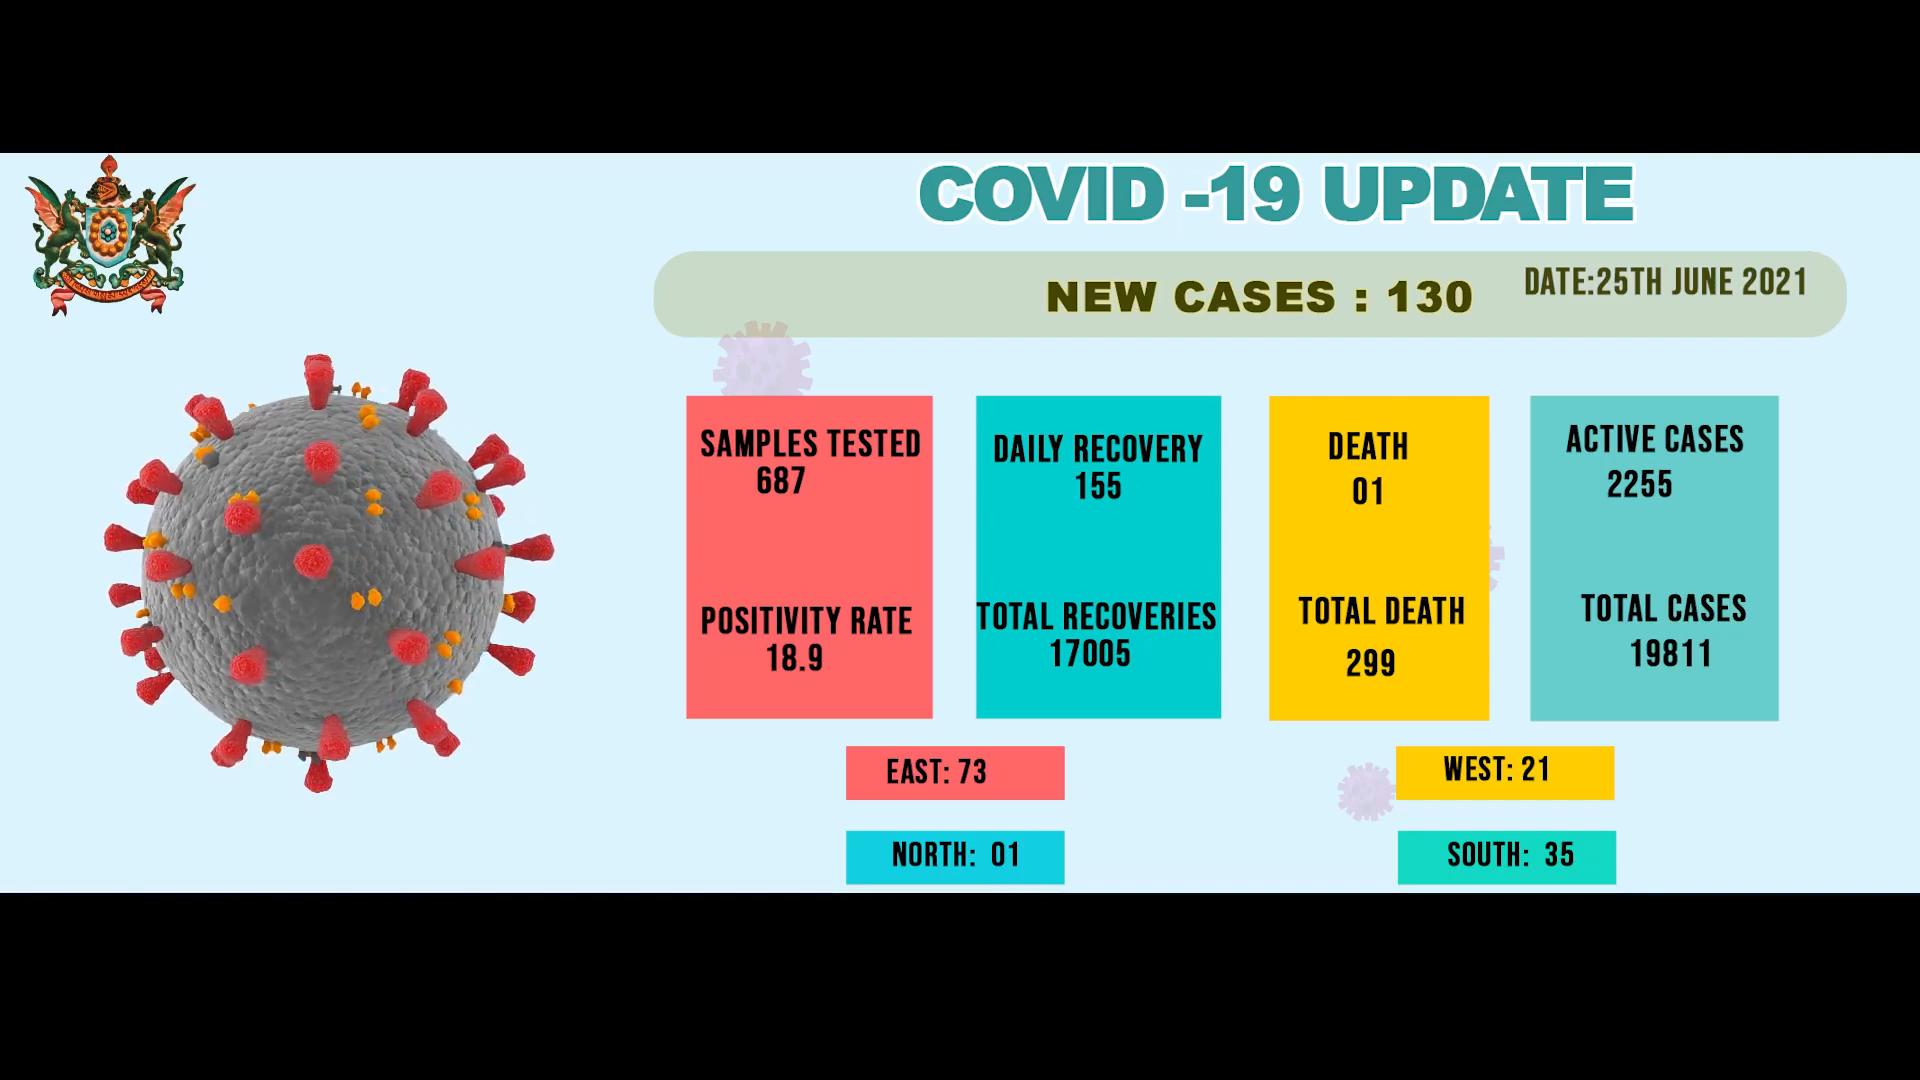 COVID -19 UPDATE
NEW CASES : 130
DATE:25TH JUNE 2021
SAMPLES TESTED
687
POSITIVITY RATE
18.9
DAILY RECOVERY
155
TOTAL RECOVERIES
17005
DEATH
01
TOTAL DEATH
299
ACTIVE CASES
2255
TOTAL CASES
19811
EAST: 73
WEST: 21
NORTH: 01
SOUTH: 35